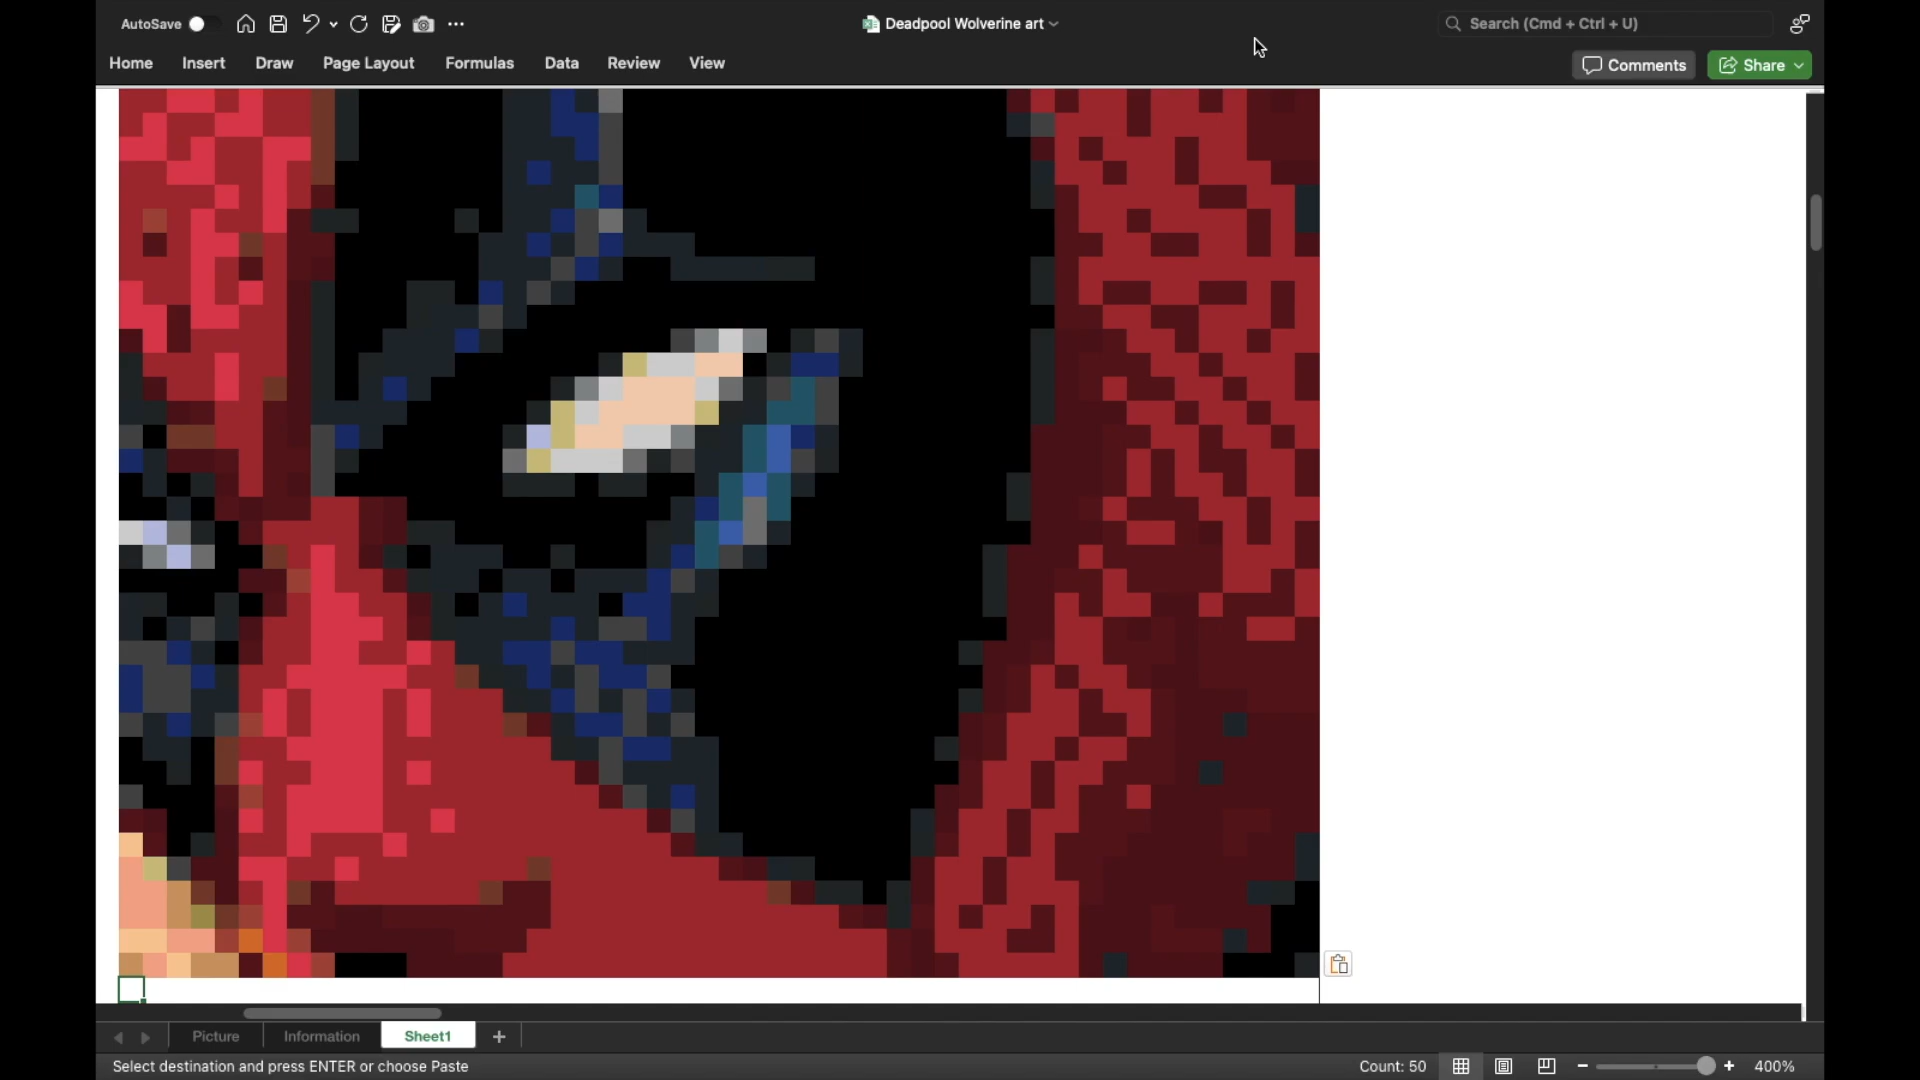 AutoSave
Deadpool Wolverine art
Search (Cmd + Ctrl + U)
Home Insert Draw Page Layout Formulas Data Review View
Comments Share
Picture Information Sheet1
Select destination and press ENTER or choose Paste
Count: 50
400%